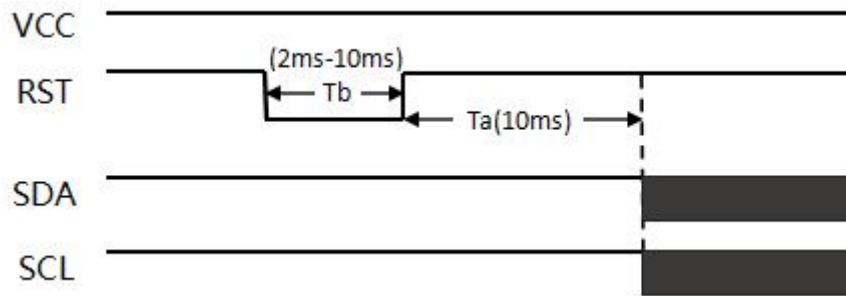 VCC
(2ms-10ms)
RST
Tb
Ta(10ms)
SDA
SCL